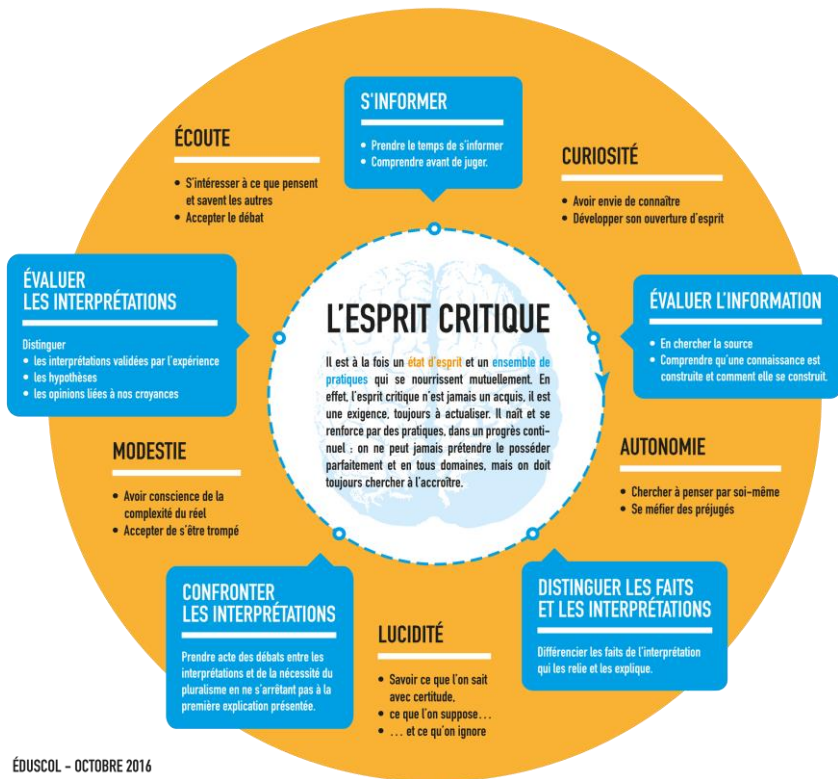 S'INFORMER
• Prendre le temps de s'informer
• Comprendre avant de juger.
CURIOSITÉ
• Avoir envie de connaître
• Développer son ouverture d'esprit
ÉVALUER L'INFORMATION
• En chercher la source
• Comprendre qu'une connaissance est
construite et comment elle se construit.
AUTONOMIE
• Chercher à penser par soi-même
• Se méfier des préjugés
DISTINGUER LES FAITS
ET LES INTERPRÉTATIONS
Différencier les faits de l'interprétation
qui les relie et les explique.
LUCIDITÉ
• Savoir ce que l'on sait
avec certitude,
• ce que l'on suppose...
• ... et ce qu'on ignore
CONFRONTER
LES INTERPRÉTATIONS
Prendre acte des débats entre les
interprétations et de la nécessité du
pluralisme en ne s'arrêtant pas à la
première explication présentée.
MODESTIE
• Avoir conscience de la
complexité du réel
• Accepter de s'être trompé
ÉVALUER
LES INTERPRÉTATIONS
Distinguer
• les interprétations validées par l'expérience
• les hypothèses
• les opinions liées à nos croyances
ÉCOUTE
• S'intéresser à ce que pensent
et savent les autres
• Accepter le débat
L'ESPRIT CRITIQUE
Il est à la fois un état d'esprit et un ensemble de
pratiques qui se nourrissent mutuellement. En
effet, l'esprit critique n'est jamais un acquis, il est
une exigence, toujours à actualiser. Il naît et se
renforce par des pratiques, dans un progrès conti-
nuel : on ne peut jamais prétendre le posséder
parfaitement et en tous domaines, mais on doit
toujours chercher à l'accroître.
ÉDUSCOL - OCTOBRE 2016